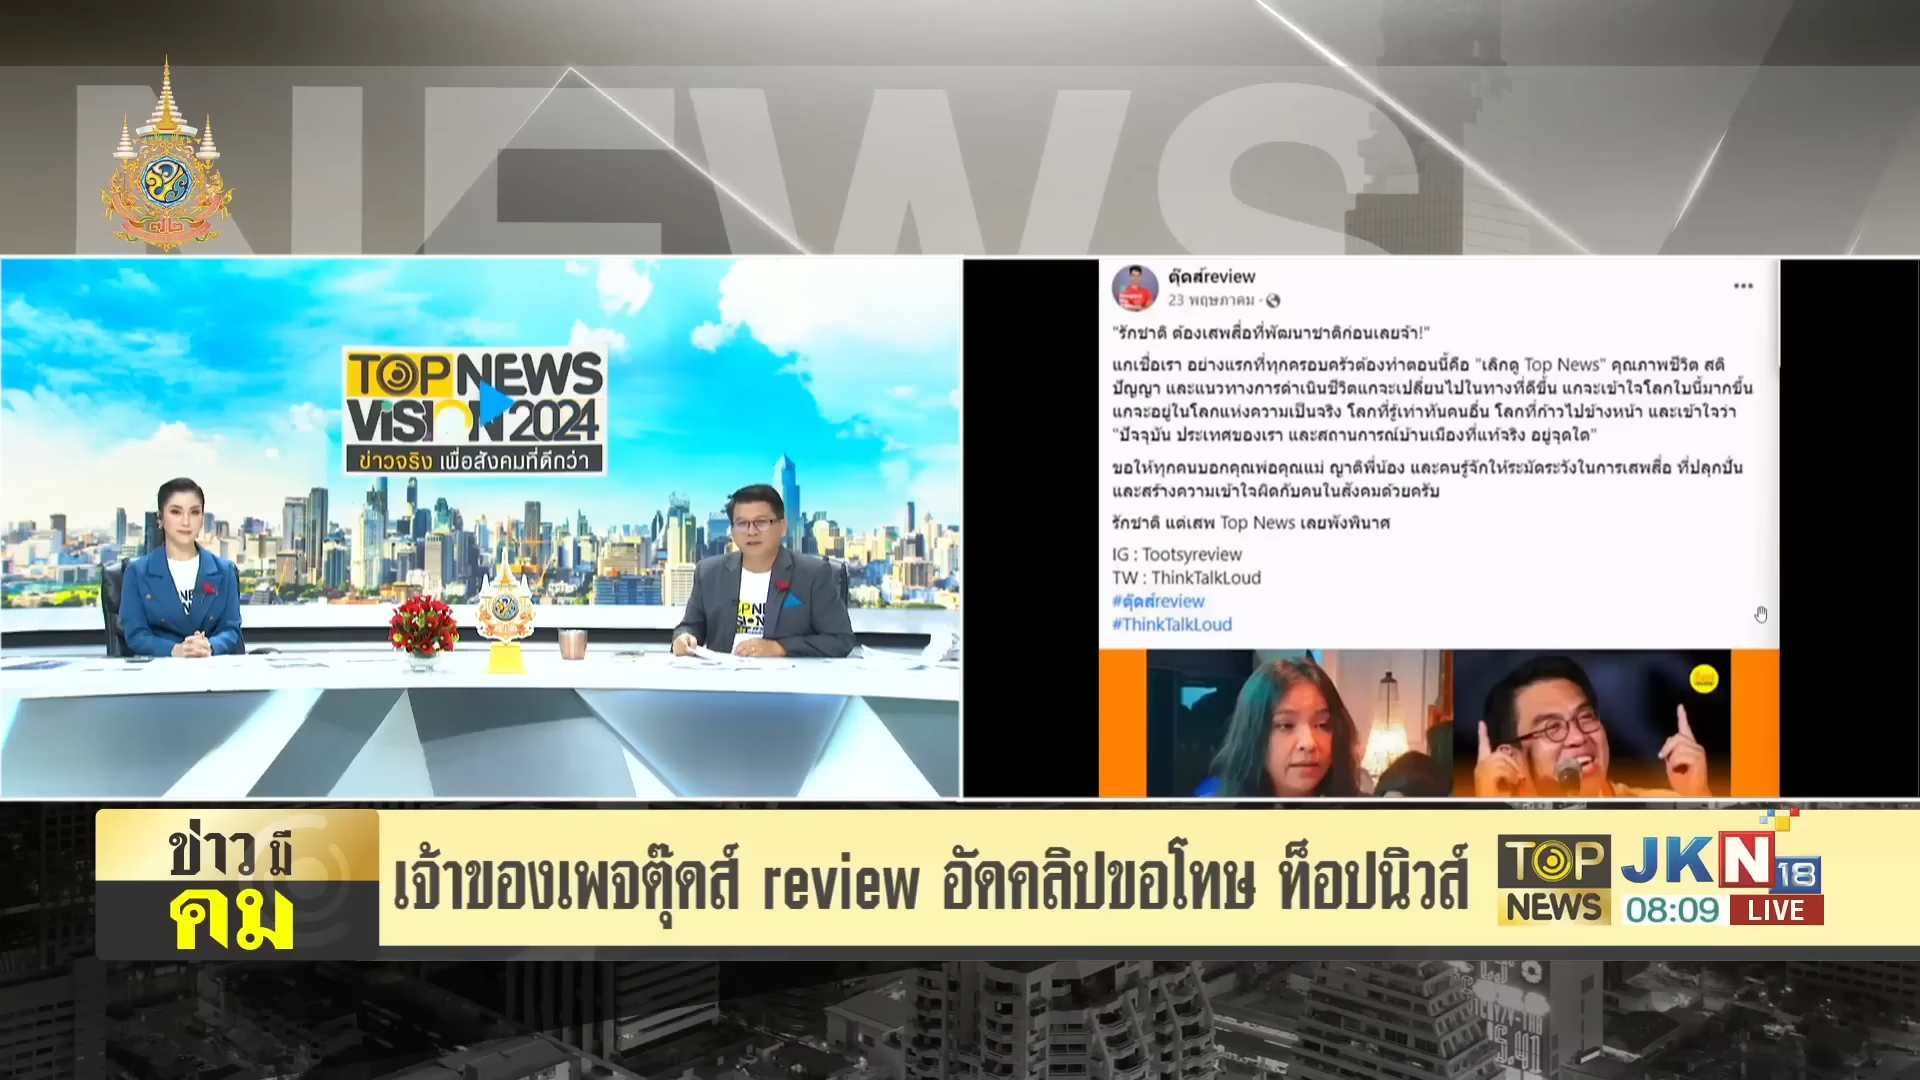 NEWS
TOP NEWS
ViSION 2024
ข่าวจริง เพื่อสังคมที่ดีกว่า
ตุ๊ดส์review
23 พฤษภาคม ·
"รักชาติ ต้องเสพสื่อที่พัฒนาชาติก่อนเลยจ้า!"
แกเชื่อเรา อย่างแรกที่ทุกครอบครัวต้องทำตอนนี้คือ "เลิกดู Top News" คุณภาพชีวิต สติ
ปัญญา และแนวทางการดำเนินชีวิตแกจะเปลี่ยนไปในทางที่ดีขึ้น แกจะเข้าใจโลกใบนี้มากขึ้น
แกจะอยู่ในโลกแห่งความเป็นจริง โลกที่รู้เท่าทันคนอื่น โลกที่ก้าวไปข้างหน้า และเข้าใจว่า
"ปัจจุบัน ประเทศของเรา และสถานการณ์บ้านเมืองที่แท้จริง อยู่จุดใด"
ขอให้ทุกคนบอกคุณพ่อคุณแม่ ญาติพี่น้อง และคนรู้จักให้ระมัดระวังในการเสพสื่อ ที่ปลุกปั่น
และสร้างความเข้าใจผิดกับคนในสังคมด้วยครับ
รักชาติ แต่เสพ Top News เลยพังพินาศ
IG : Tootsyreview
TW : ThinkTalkLoud
#ตุ๊ดส์review
#ThinkTalkLoud
ข่าวมี
คม
เจ้าของเพจตุ๊ดส์ review อัดคลิปขอโทษ ท็อปนิวส์
TOP
NEWS
JKN18
08:09 LIVE